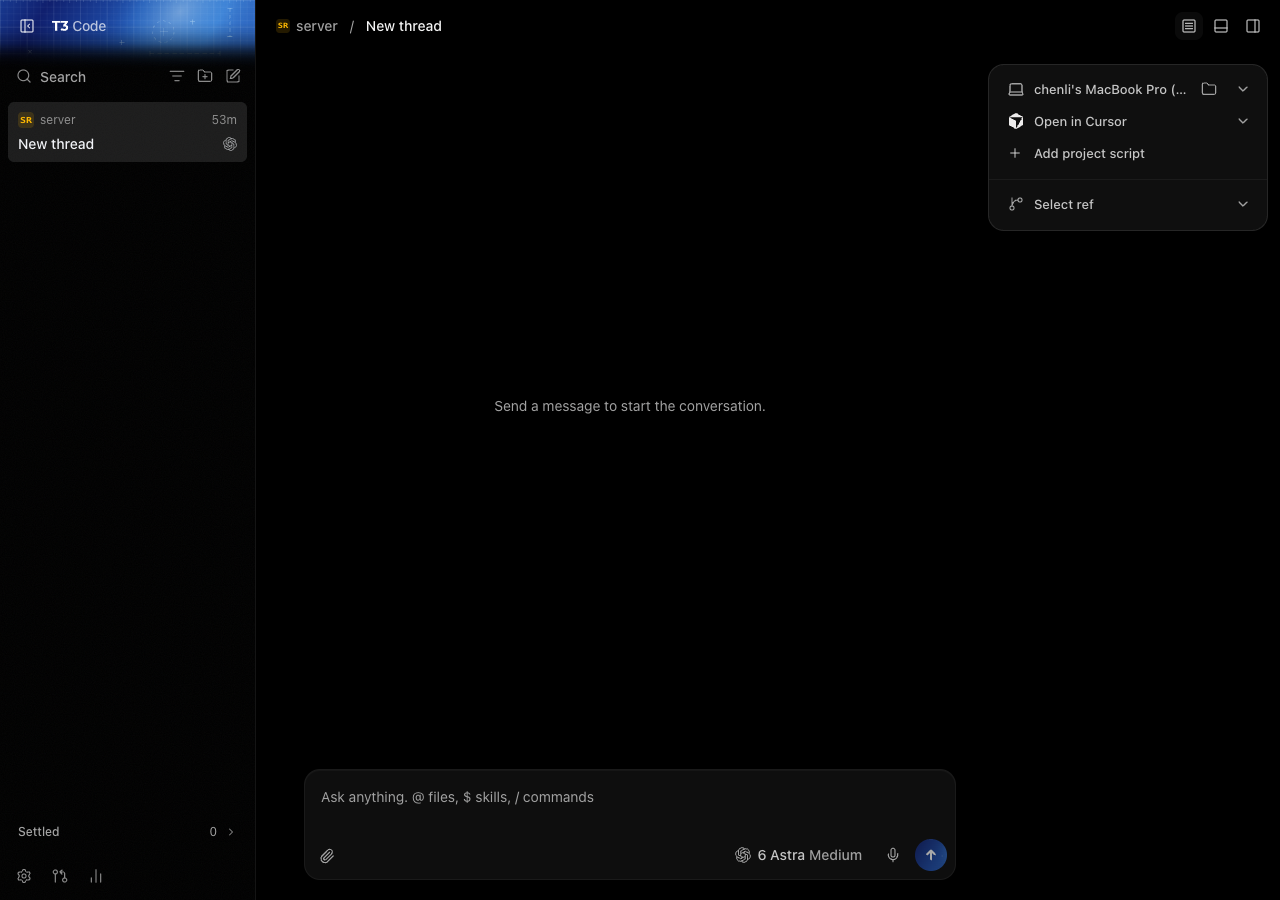 T3 Code
Search
SR server 53m
New thread
Settled 0
SR server / New thread
chenli's MacBook Pro (...
Open in Cursor
Add project script
Select ref
Send a message to start the conversation.
Ask anything. @ files, $ skills, / commands
6 Astra Medium